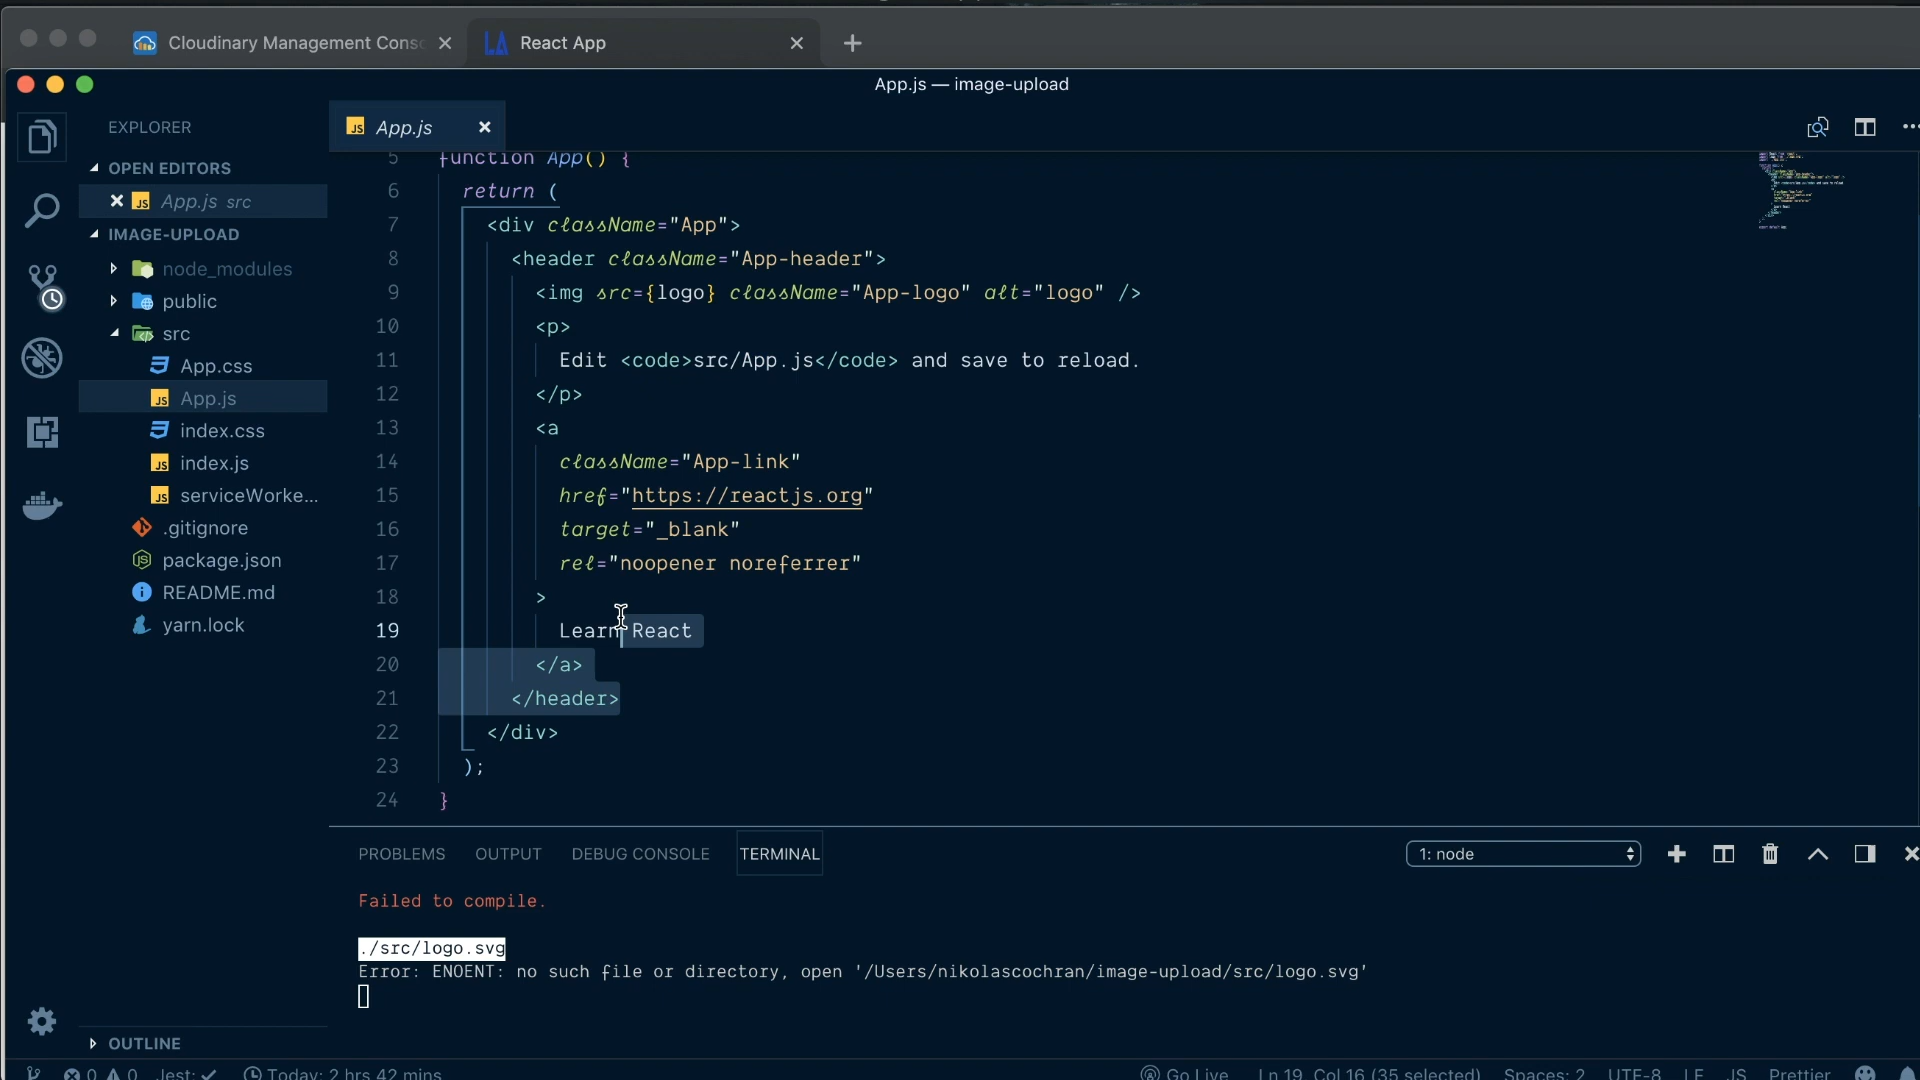 Cloudinary Management Conso
React App
App.js — image-upload
EXPLORER
OPEN EDITORS
App.js src
IMAGE-UPLOAD
node_modules
public
src
App.css
App.js
index.css
index.js
serviceWorke...
.gitignore
package.json
README.md
yarn.lock
OUTLINE
App.js
5 function App() {
6 return (
7 <div className="App">
8 <header className="App-header">
9 <img src={logo} className="App-logo" alt="logo" />
10 <p>
11 Edit <code>src/App.js</code> and save to reload.
12 </p>
13 <a
14 className="App-link"
15 href="https://reactjs.org"
16 target="_blank"
17 rel="noopener noreferrer"
18 >
19 Learn React
20 </a>
21 </header>
22 </div>
23 );
24 }
PROBLEMS OUTPUT DEBUG CONSOLE TERMINAL 1: node
Failed to compile.
./src/logo.svg
Error: ENOENT: no such file or directory, open '/Users/nikolascochran/image-upload/src/logo.svg'
0 0 Jest: Today: 2 hrs 42 mins Go Live Ln 19, Col 16 (35 selected) Spaces: 2 UTF-8 LF JS Prettier